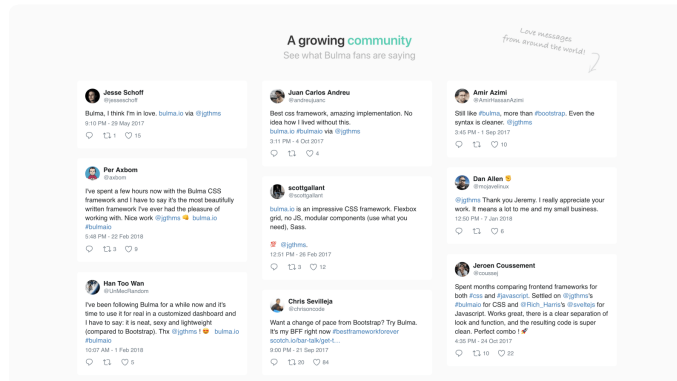 A growing community
See what Bulma fans are saying
Love messages
from around the world!
Jesse Schoff
@jesseschoff
Bulma, I think I'm in love. bulma.io via @jgthms
9:10 PM - 29 May 2017
1 15
Per Axbom
@axbom
I've spent a few hours now with the Bulma CSS
framework and I have to say it's the most beautifully
written framework I've ever had the pleasure of
working with. Nice work @jgthms 👊 bulma.io
#bulmaio
5:48 PM - 22 Feb 2018
3 9
Han Too Wan
@UnMecRandom
I've been following Bulma for a while now and it's
time to use it for real in a customized dashboard and
I have to say: it is neat, sexy and lightweight
(compared to Bootstrap). Thx @jgthms ! 😍 bulma.io
#bulmaio
10:07 AM - 1 Feb 2018
5
Juan Carlos Andreu
@andreujuanc
Best css framework, amazing implementation. No
idea how I lived without this.
bulma.io #bulmaio via @jgthms
3:11 PM - 4 Oct 2017
4
scottgallant
@scottgallant
bulma.io is an impressive CSS framework. Flexbox
grid, no JS, modular components (use what you
need), Sass.
💯 @jgthms.
12:51 PM - 26 Feb 2017
3 12
Chris Sevilleja
@chrisoncode
Want a change of pace from Bootstrap? Try Bulma.
It's my BFF right now #bestframeworkforever
scotch.io/bar-talk/get-t…
9:00 PM - 21 Sep 2017
20 84
Amir Azimi
@AmirHassanAzimi
Still like #bulma, more than #bootstrap. Even the
syntax is cleaner. @jgthms
3:45 PM - 1 Sep 2017
10
Dan Allen ✊
@mojavelinux
@jgthms Thank you Jeremy. I really appreciate your
work. It means a lot to me and my small business.
12:50 PM - 7 Jan 2018
6
Jeroen Coussement
@coussej
Spent months comparing frontend frameworks for
both #css and #javascript. Settled on @jgthms's
#bulmaio for CSS and @Rich_Harris's @sveltejs for
Javascript. Works great, there is a clear separation of
look and function, and the resulting code is super
clean. Perfect combo ! 🚀
4:35 PM - 24 Oct 2017
10 22